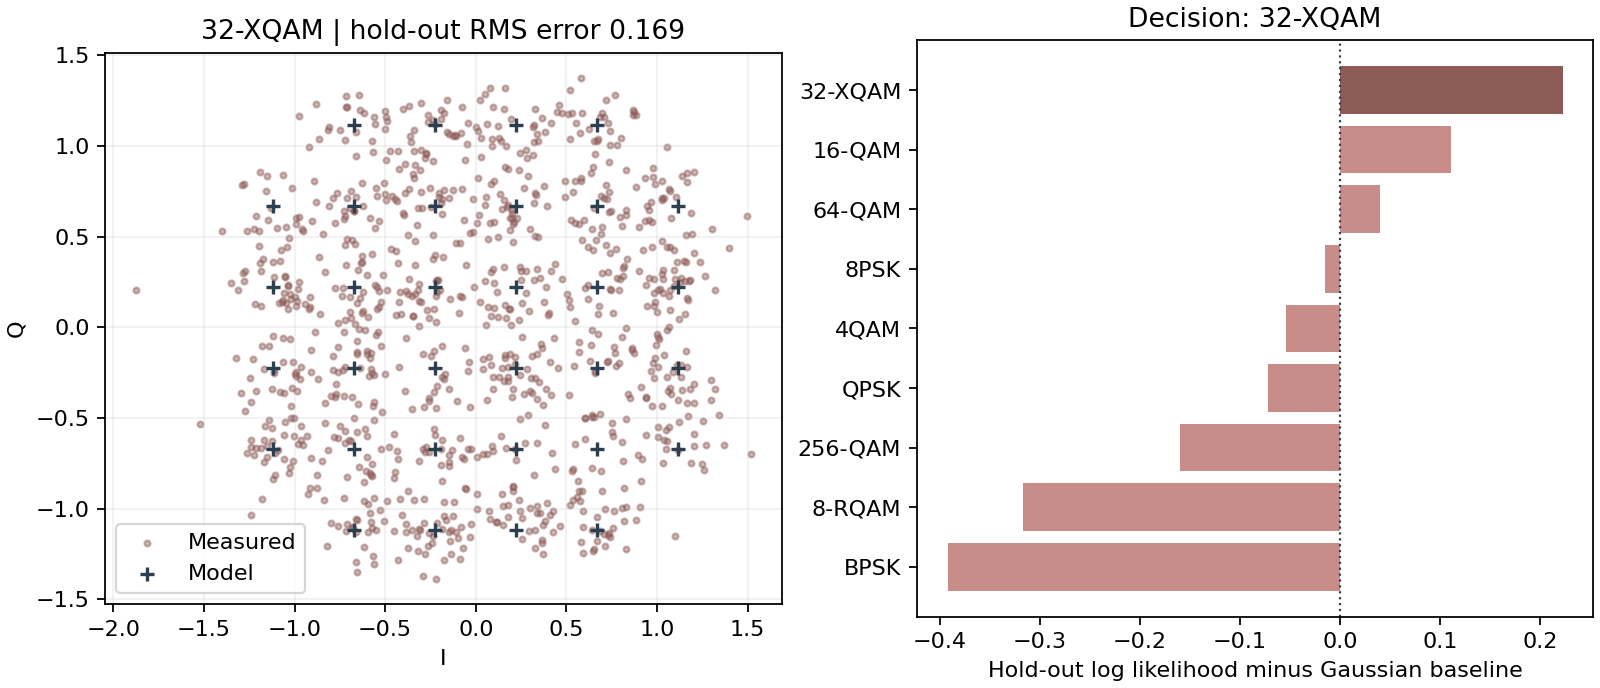 32-XQAM | hold-out RMS error 0.169
1.5
1.0
0.5
0.0
−0.5
−1.0
−1.5
Q
Measured
Model
−2.0 −1.5 −1.0 −0.5 0.0 0.5 1.0 1.5
I
Decision: 32-XQAM
32-XQAM
16-QAM
64-QAM
8PSK
4QAM
QPSK
256-QAM
8-RQAM
BPSK
−0.4 −0.3 −0.2 −0.1 0.0 0.1 0.2
Hold-out log likelihood minus Gaussian baseline